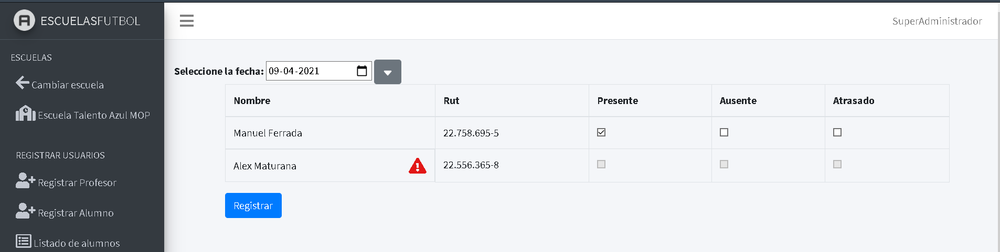 ESCUELASFUTBOL
SuperAdministrador
ESCUELAS
Cambiar escuela
Escuela Talento Azul MOP
REGISTRAR USUARIOS
Registrar Profesor
Registrar Alumno
Listado de alumnos
Seleccione la fecha: 09-04-2021
Nombre Rut Presente Ausente Atrasado
Manuel Ferrada 22.758.695-5
Alex Maturana 22.556.365-8
Registrar